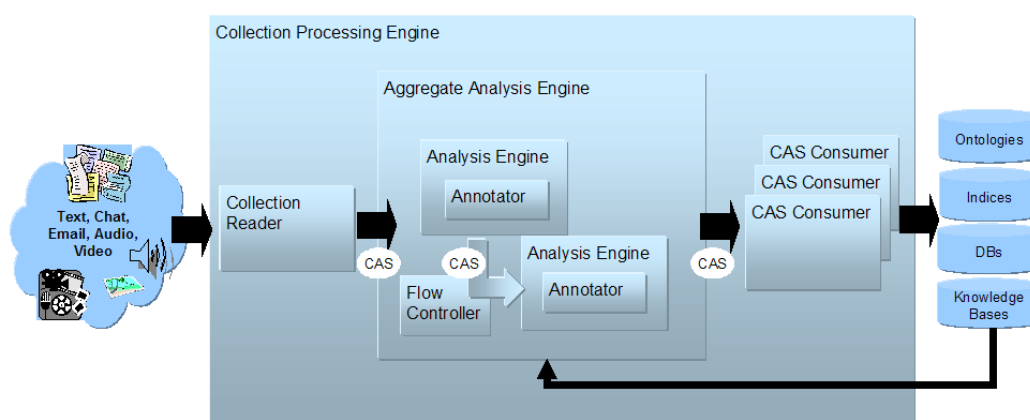 Collection Processing Engine
Aggregate Analysis Engine
Text, Chat,
Email, Audio,
Video
Collection
Reader
CAS
Analysis Engine
Annotator
CAS
Flow
Controller
Analysis Engine
Annotator
CAS
CAS Consumer
CAS Consumer
CAS Consumer
Ontologies
Indices
DBs
Knowledge
Bases